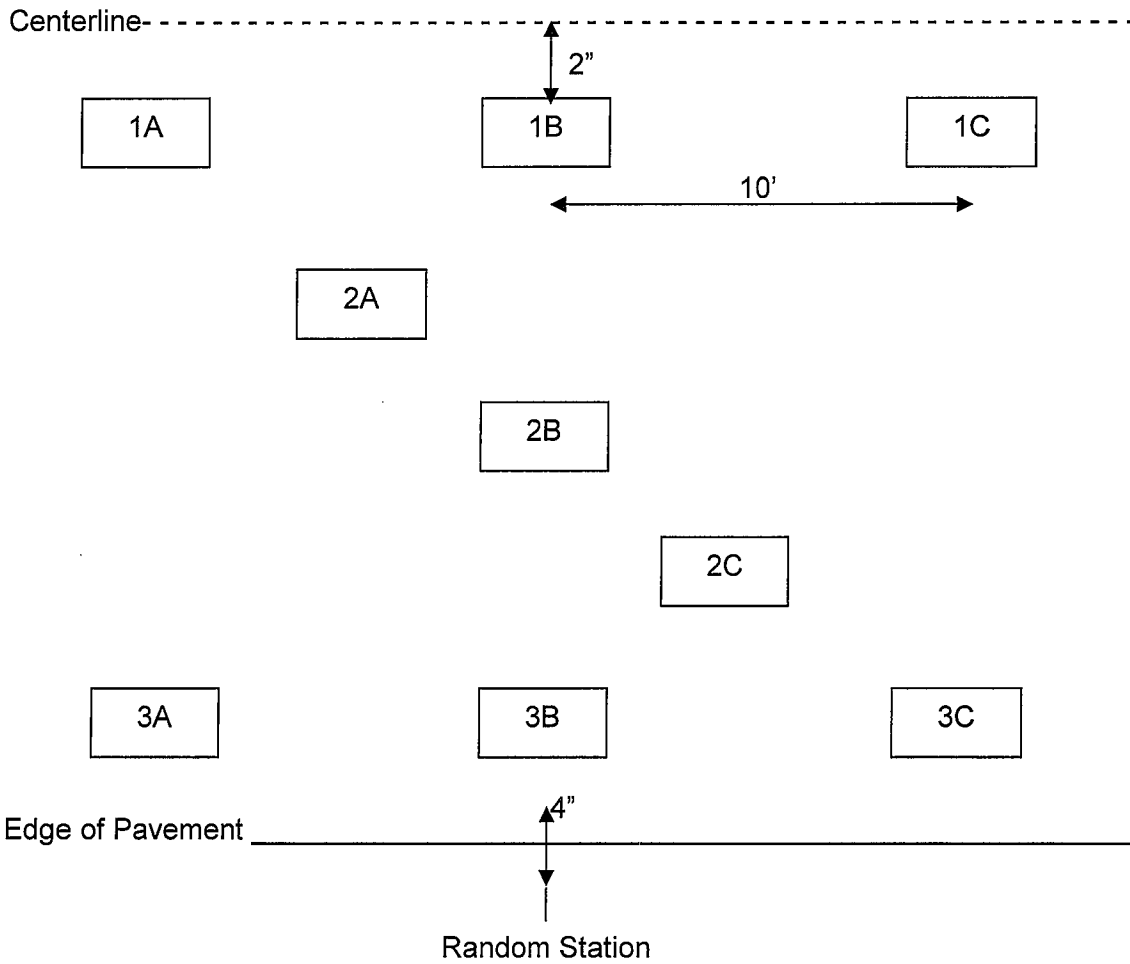 Centerline
2”
1A
1B
1C
10’
2A
2B
2C
3A
3B
3C
4”
Edge of Pavement
Random Station